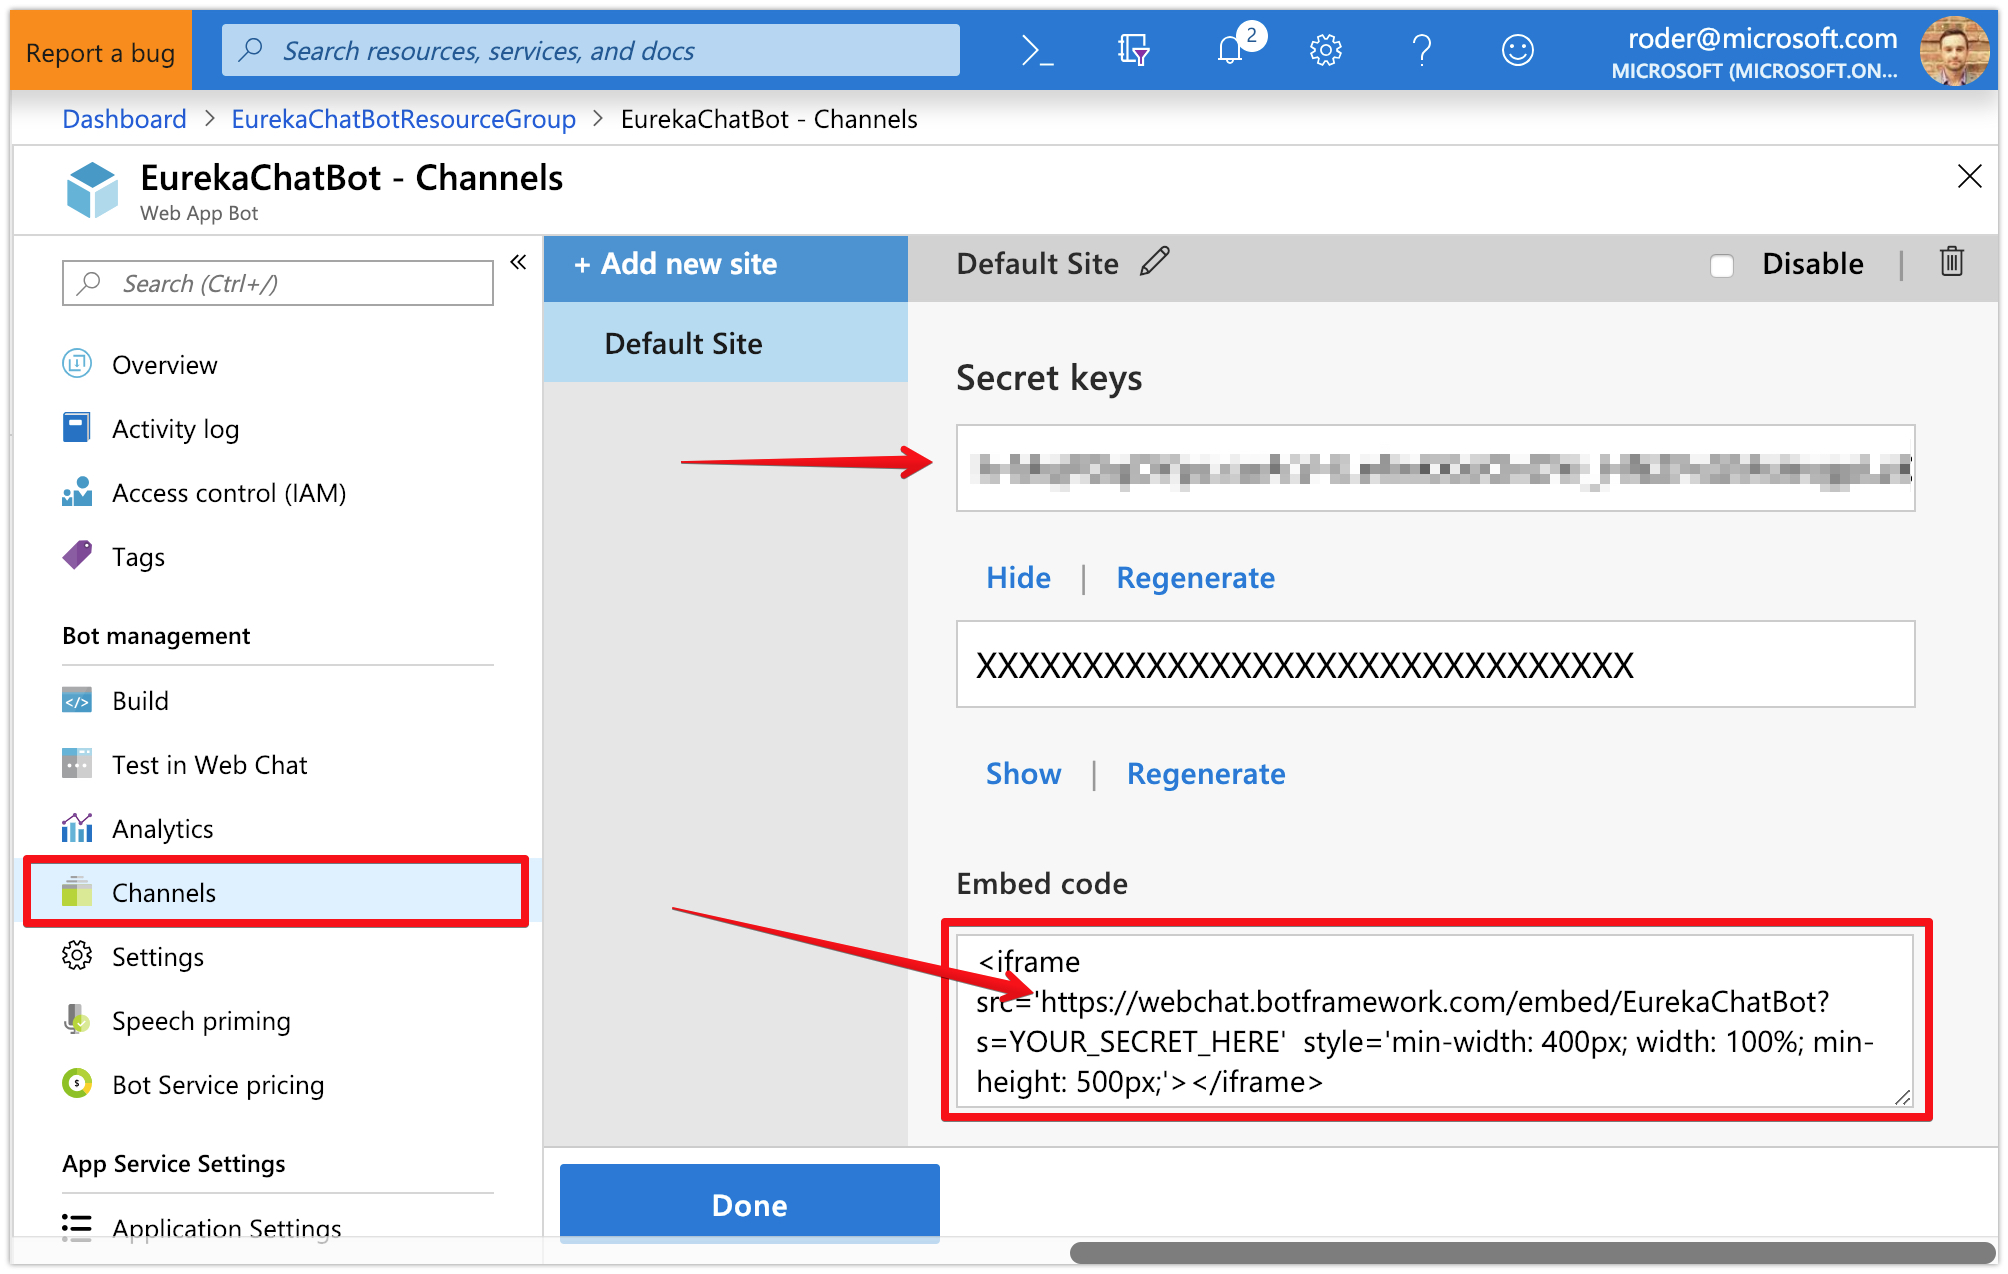 Report a bug
Search resources, services, and docs
2
roder@microsoft.com
MICROSOFT (MICROSOFT.ON...
Dashboard > EurekaChatBotResourceGroup > EurekaChatBot - Channels
EurekaChatBot - Channels
Web App Bot
Search (Ctrl+/)
«
Overview
Activity log
Access control (IAM)
Tags
Bot management
Build
Test in Web Chat
Analytics
Channels
Settings
Speech priming
Bot Service pricing
App Service Settings
Application Settings
+ Add new site
Default Site
Default Site
Disable |
Secret keys
Hide | Regenerate
XXXXXXXXXXXXXXXXXXXXXXXXXXXXXXX
Show | Regenerate
Embed code
<iframe
src='https://webchat.botframework.com/embed/EurekaChatBot?
s=YOUR_SECRET_HERE'  style='min-width: 400px; width: 100%; min-
height: 500px;'></iframe>
Done